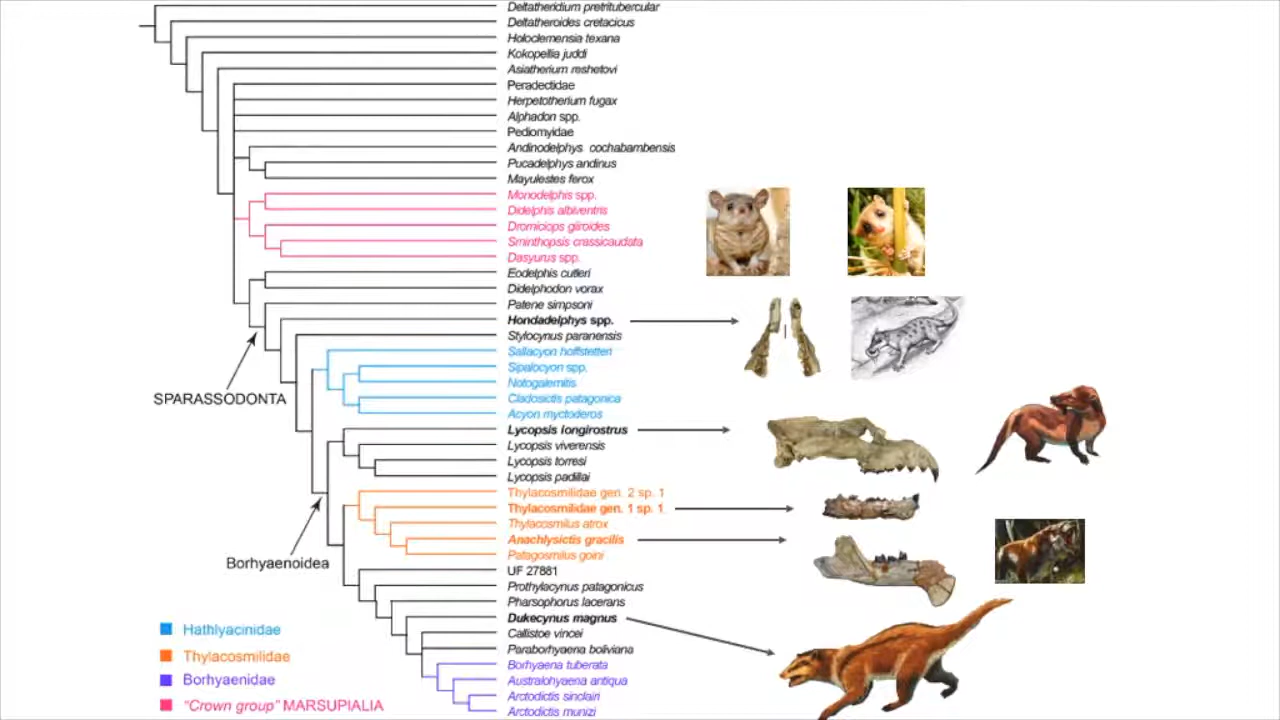 Deltatheridium pretritubercular
Deltatheroides cretacicus
Holoclemensia texana
Kokopellia juddi
Asiatherium reshetovi
Peradectidae
Herpetotherium fugax
Alphadon spp.
Pediomyidae
Andinodelphys cochabambensis
Pucadelphys andinus
Mayulestes ferox
Monodelphis spp.
Didelphis albiventris
Dromiciops gliroides
Sminthopsis crassicaudata
Dasyurus spp.
Eodelphis cutleri
Didelphodon vorax
Patene simpsoni
Hondadelphys spp.
Stylocynus paranensis
Sallacyon hoffstetteri
Sipalocyon spp.
Notogalemitis
Cladosictis patagonica
Acyon myctoderos
Lycopsis longirostrus
Lycopsis viverensis
Lycopsis torresi
Lycopsis padillai
Thylacosmilidae gen. 2 sp. 1
Thylacosmilidae gen. 1 sp. 1
Thylacosmilus atrox
Anachlysictis gracilis
Patagosmilus goini
UF 27881
Prothylacynus patagonicus
Pharsophorus lacerans
Dukecynus magnus
Callistoe vincei
Paraborhyaena boliviana
Borhyaena tuberata
Australohyaena antiqua
Arctodictis sinclairi
Arctodictis munizi
SPARASSODONTA
Borhyaenoidea
Hathlyacinidae
Thylacosmilidae
Borhyaenidae
"Crown group" MARSUPIALIA